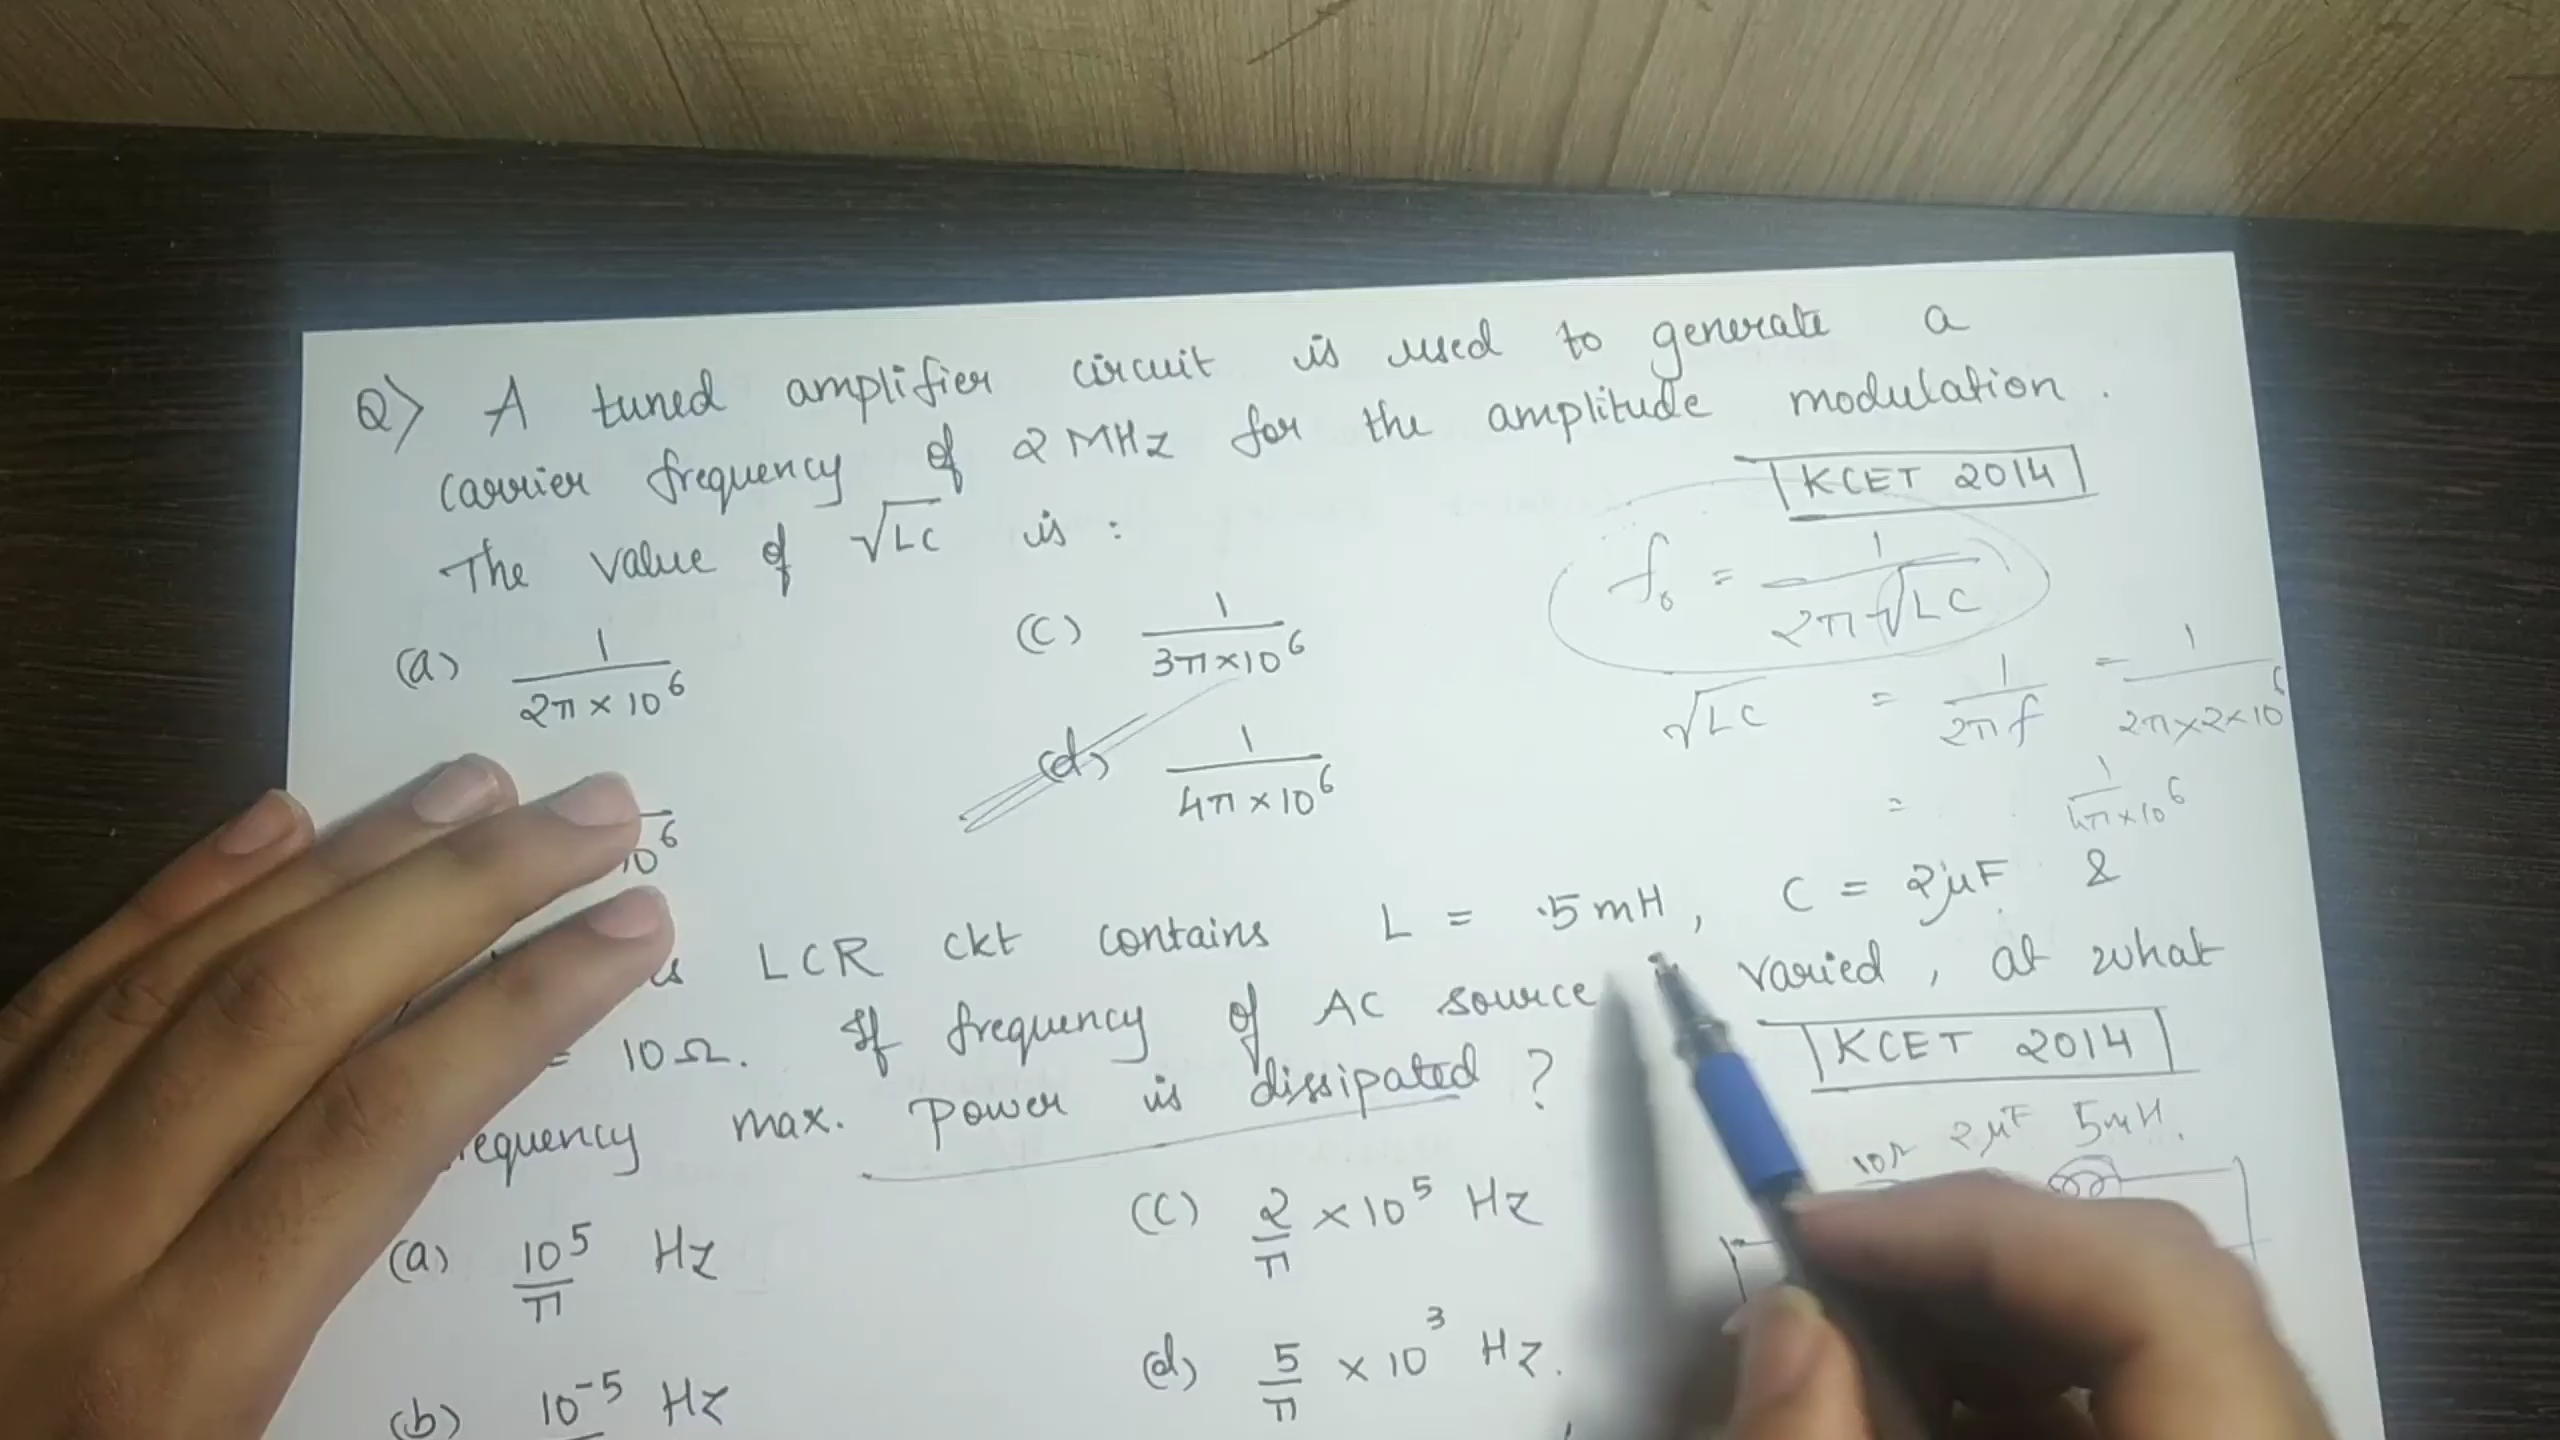 Q) A tuned amplifier circuit is used to generate a
carrier frequency of 2 MHz for the amplitude modulation.
KCET 2014
The value of √LC is :
f₀ = 1/2π√LC
(a) 1/2π×10⁶
(c) 1/3π×10⁶
√LC = 1/2πf = 1/2π×2×10⁶
(d) 1/4π×10⁶
= 1/4π×10⁶
10⁶
LCR ckt contains L = .5mH, C = 2μF &
= 10Ω. If frequency of AC source varied, at what
KCET 2014
equency max. power is dissipated ?
10Ω 2μF 5mH.
(a) 10⁵/π Hz
(c) 2/π × 10⁵ Hz
(b) 10⁻⁵ Hz
(d) 5/π × 10³ Hz.